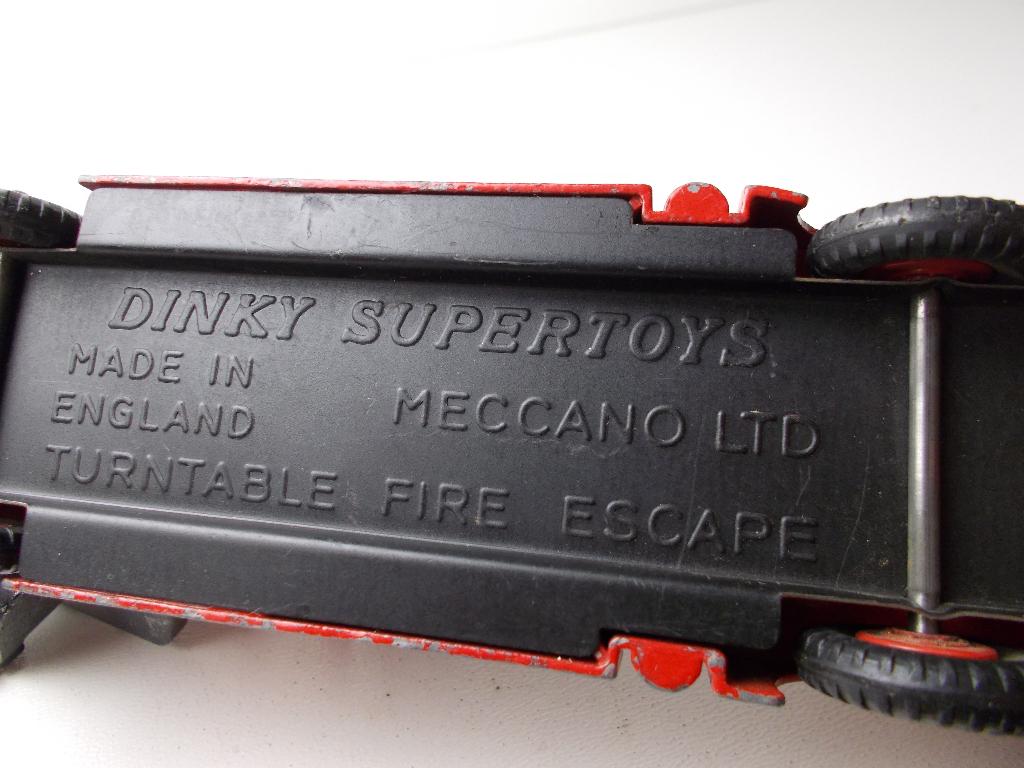 DINKY SUPERTOYS
MADE IN
ENGLAND
MECCANO LTD
TURNTABLE FIRE ESCAPE